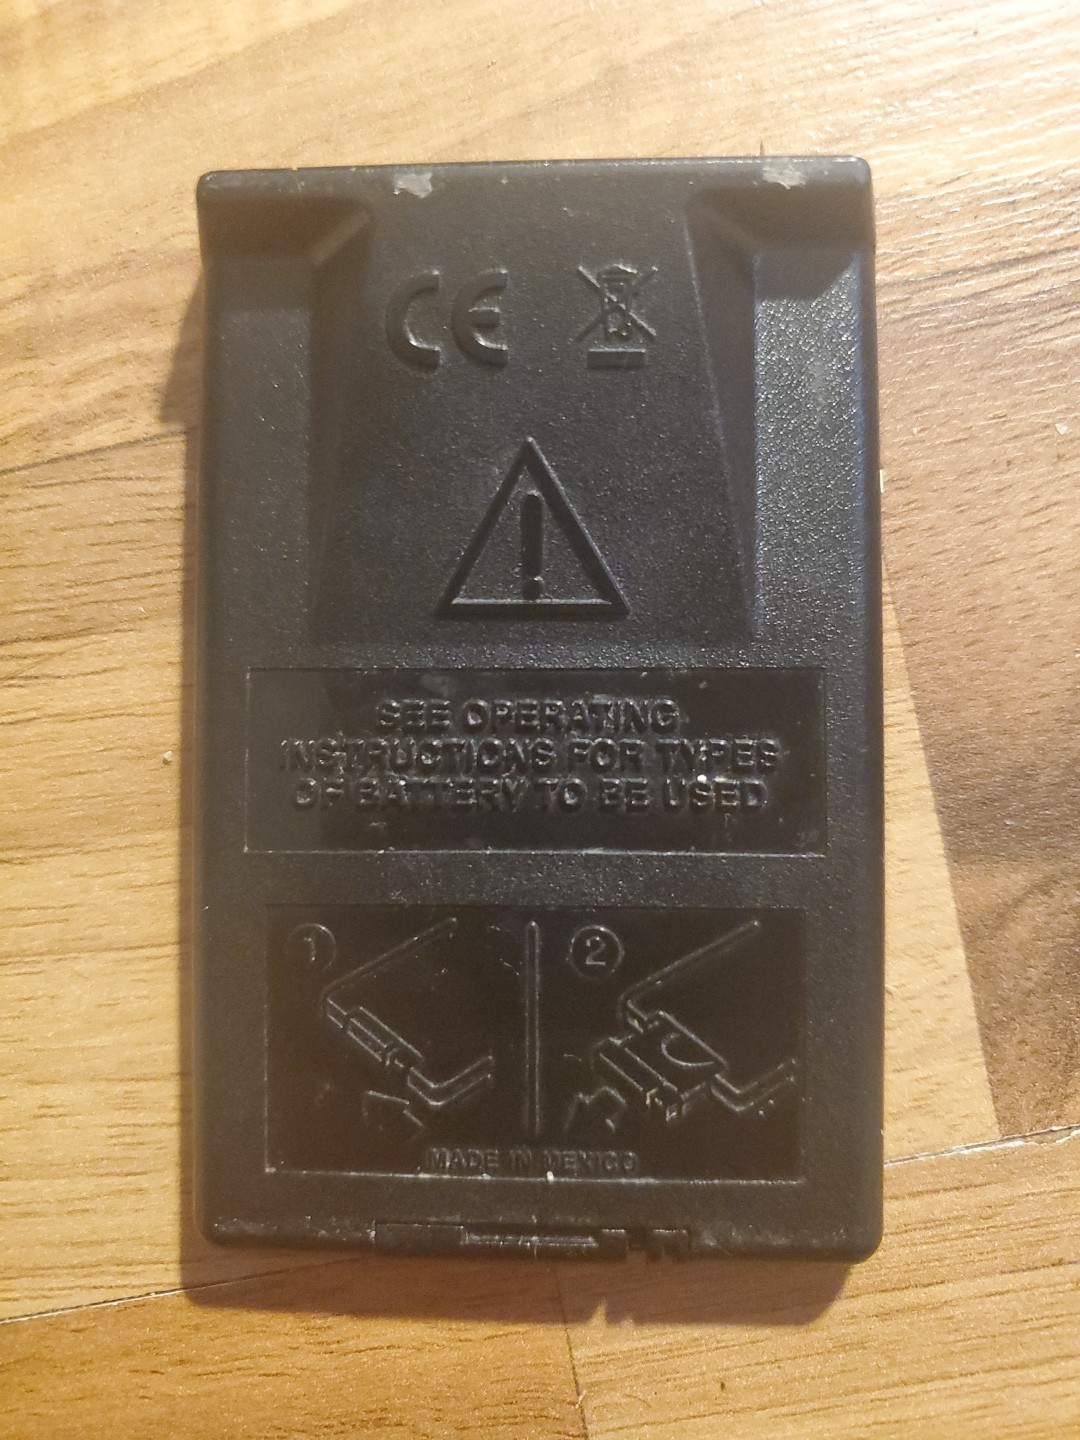 CE
SEE OPERATING
INSTRUCTIONS FOR TYPES
OF BATTERY TO BE USED
1
2
MADE IN MEXICO